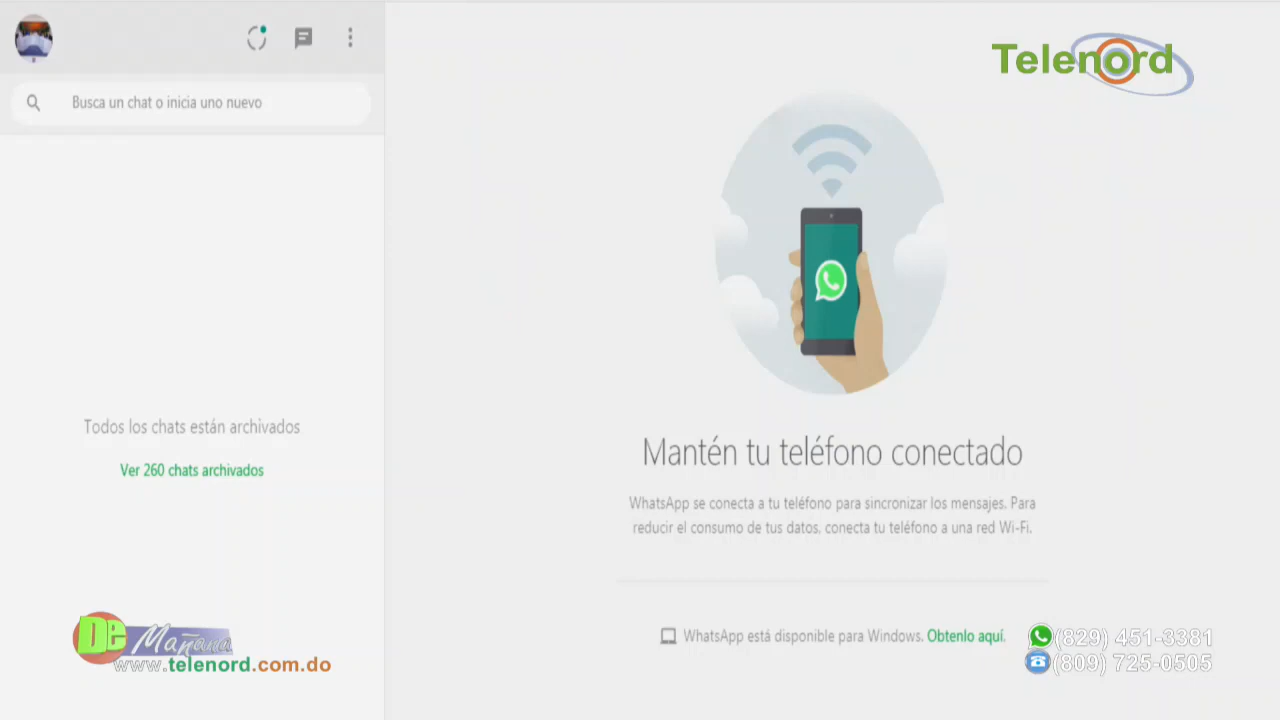 Telenord
Busca un chat o inicia uno nuevo
Todos los chats están archivados
Ver 260 chats archivados
Mantén tu teléfono conectado
WhatsApp se conecta a tu teléfono para sincronizar los mensajes. Para
reducir el consumo de tus datos, conecta tu teléfono a una red Wi-Fi.
WhatsApp está disponible para Windows. Obtenlo aquí.
De Mañana
www.telenord.com.do
(829) 451-3381
(809) 725-0505